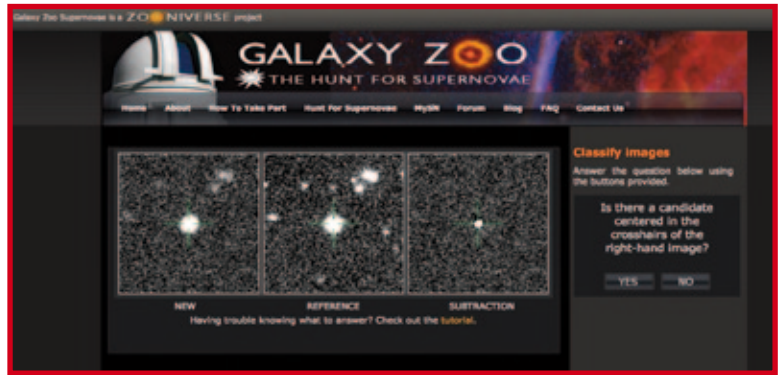 Galaxy Zoo Supernovae is a ZOONIVERSE project
GALAXY ZOO
THE HUNT FOR SUPERNOVAE
Home About How To Take Part Hunt For Supernovae MySN Forum Blog FAQ Contact Us
Classify images
Answer the question below using
the buttons provided.
Is there a candidate
centered in the
crosshairs of the
right-hand image?
YES NO
NEW REFERENCE SUBTRACTION
Having trouble knowing what to answer? Check out the tutorial.